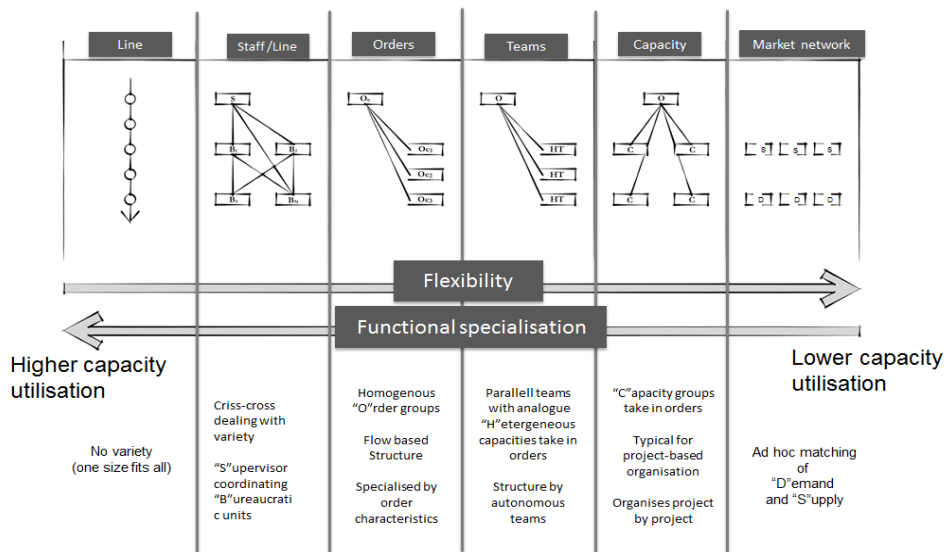 Line
Staff/Line
Orders
Teams
Capacity
Market network
S
B₁
B₂
B₃
BN
Oc
Oc₁
Oc₂
Oc₃
O
HT
HT
HT
O
C
C
C
C
S
S
S
D
D
D
Flexibility
Functional specialisation
Higher capacity
utilisation
Lower capacity
utilisation
No variety
(one size fits all)
Criss-cross
dealing with
variety
“S”upervisor
coordinating
“B”ureaucrati
c units
Homogenous
“O”rder groups
Flow based
Structure
Specialised by
order
characteristics
Parallell teams
with analogue
“H”etergeneous
capacities take in
orders
Structure by
autonomous
teams
“C”apacity groups
take in orders
Typical for
project-based
organisation
Organises project
by project
Ad hoc matching
of
“D”emand
and “S”upply